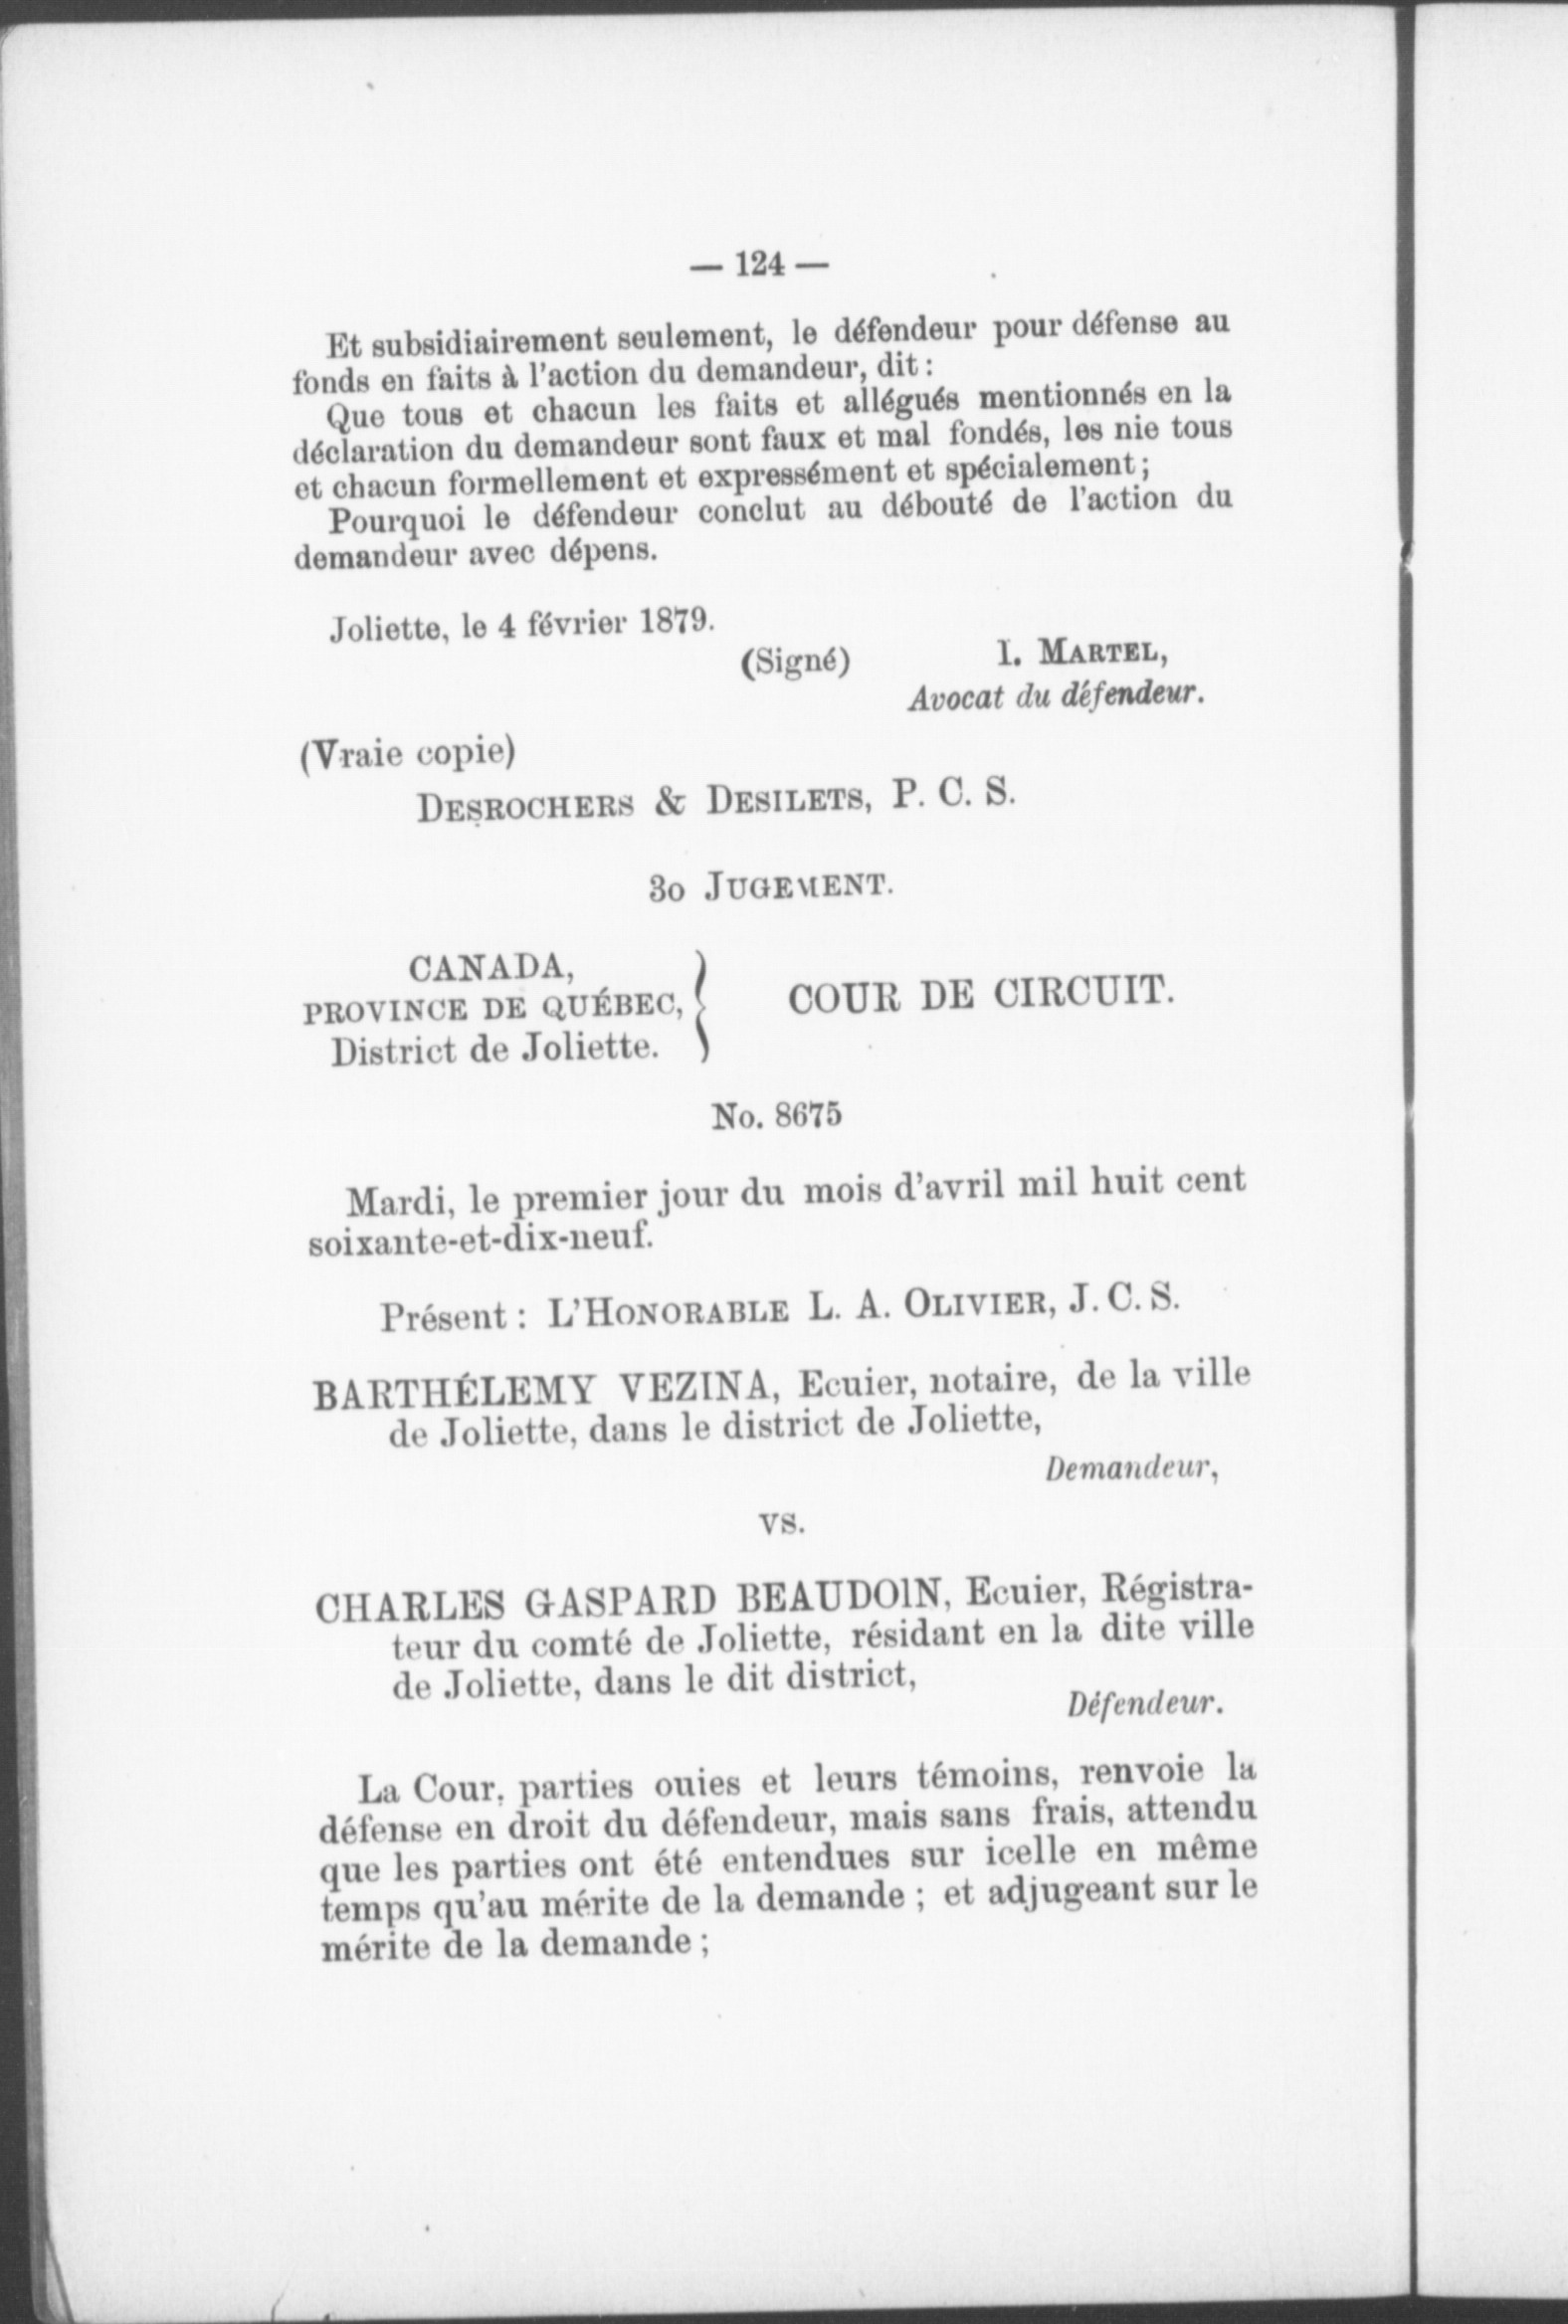 — 124 —
Et subsidiairement seulement, le défendeur pour défense au
fonds en faits à l'action du demandeur, dit :
Que tous et chacun les faits et allégués mentionnés en la
déclaration du demandeur sont faux et mal fondés, les nie tous
et chacun formellement et expressément et spécialement ;
Pourquoi le défendeur conclut au débouté de l'action du
demandeur avec dépens.
Joliette, le 4 février 1879.
(Signé) I. MARTEL,
Avocat du défendeur.
(Vraie copie)
DESROCHERS & DESILETS, P. C. S.
3o JUGEMENT.
CANADA,
PROVINCE DE QUÉBEC,
District de Joliette.
COUR DE CIRCUIT.
No. 8675
Mardi, le premier jour du mois d'avril mil huit cent
soixante-et-dix-neuf.
Présent : L'HONORABLE L. A. OLIVIER, J. C. S.
BARTHÉLEMY VEZINA, Ecuier, notaire, de la ville
de Joliette, dans le district de Joliette,
Demandeur,
vs.
CHARLES GASPARD BEAUDOIN, Ecuier, Régistra-
teur du comté de Joliette, résidant en la dite ville
de Joliette, dans le dit district,
Défendeur.
La Cour, parties ouies et leurs témoins, renvoie la
défense en droit du défendeur, mais sans frais, attendu
que les parties ont été entendues sur icelle en même
temps qu'au mérite de la demande ; et adjugeant sur le
mérite de la demande ;